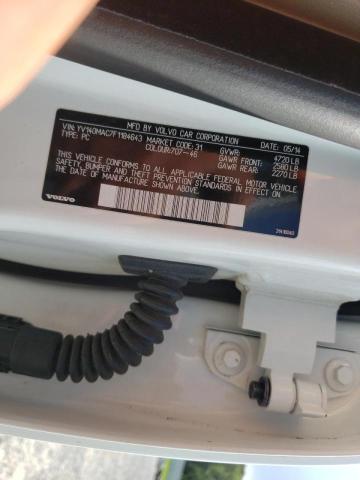 MFD. BY VOLVO CAR CORPORATION DATE: 05/14
VIN: YV140MAC7F1184643 MARKET CODE: 31 GVWR: 4720 LB
TYPE: PC COLOUR: 707-46 GAWR FRONT: 2580 LB
GAWR REAR: 2270 LB
THIS VEHICLE CONFORMS TO ALL APPLICABLE FEDERAL MOTOR VEHICLE
SAFETY, BUMPER AND THEFT PREVENTION STANDARDS IN EFFECT ON
THE DATE OF MANUFACTURE SHOWN ABOVE.
VOLVO